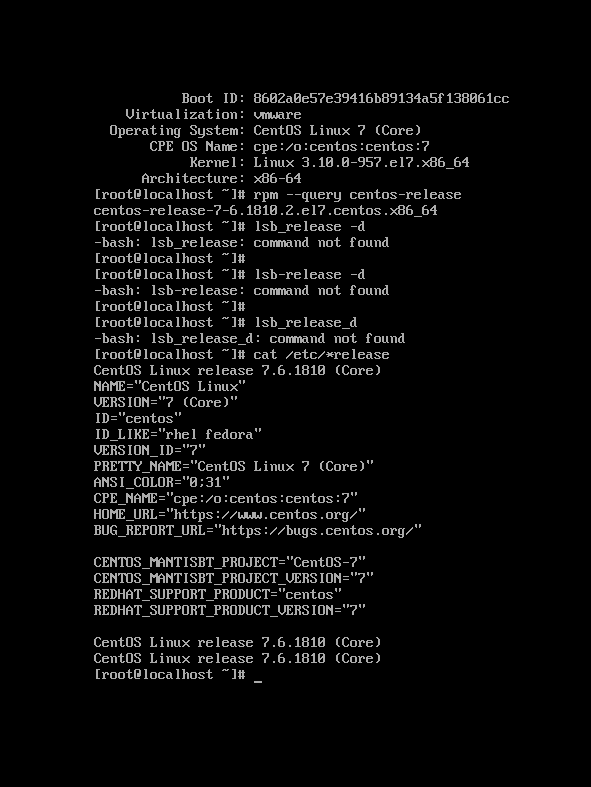 Boot ID: 8602a0e57e39416b89134a5f138061cc
Virtualization: vmware
Operating System: CentOS Linux 7 (Core)
CPE OS Name: cpe:/o:centos:centos:7
Kernel: Linux 3.10.0-957.el7.x86_64
Architecture: x86-64
[root@localhost ~]# rpm --query centos-release
centos-release-7-6.1810.2.el7.centos.x86_64
[root@localhost ~]# lsb_release -d
-bash: lsb_release: command not found
[root@localhost ~]#
[root@localhost ~]# lsb-release -d
-bash: lsb-release: command not found
[root@localhost ~]#
[root@localhost ~]# lsb_release_d
-bash: lsb_release_d: command not found
[root@localhost ~]# cat /etc/*release
CentOS Linux release 7.6.1810 (Core)
NAME="CentOS Linux"
VERSION="7 (Core)"
ID="centos"
ID_LIKE="rhel fedora"
VERSION_ID="7"
PRETTY_NAME="CentOS Linux 7 (Core)"
ANSI_COLOR="0;31"
CPE_NAME="cpe:/o:centos:centos:7"
HOME_URL="https://www.centos.org/"
BUG_REPORT_URL="https://bugs.centos.org/"

CENTOS_MANTISBT_PROJECT="CentOS-7"
CENTOS_MANTISBT_PROJECT_VERSION="7"
REDHAT_SUPPORT_PRODUCT="centos"
REDHAT_SUPPORT_PRODUCT_VERSION="7"

CentOS Linux release 7.6.1810 (Core)
CentOS Linux release 7.6.1810 (Core)
[root@localhost ~]# _